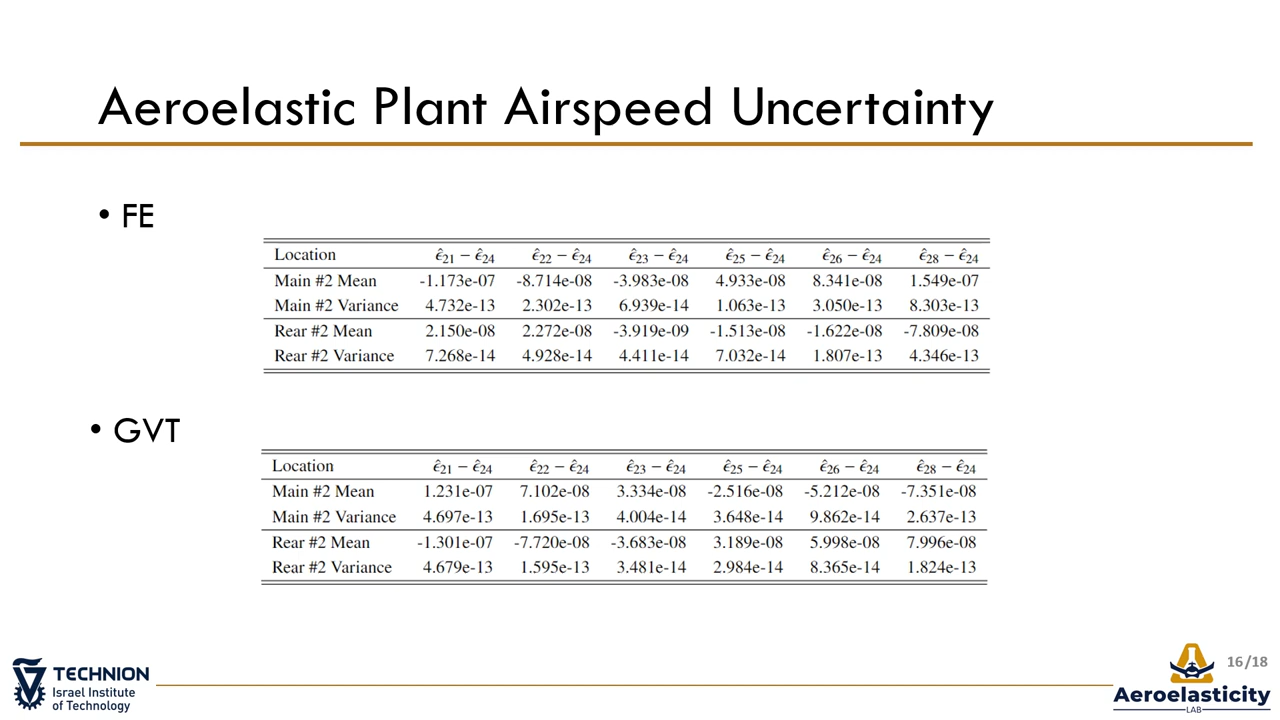 Aeroelastic Plant Airspeed Uncertainty
• FE
Location ϵ̂21 − ϵ̂24 ϵ̂22 − ϵ̂24 ϵ̂23 − ϵ̂24 ϵ̂25 − ϵ̂24 ϵ̂26 − ϵ̂24 ϵ̂28 − ϵ̂24
Main #2 Mean -1.173e-07 -8.714e-08 -3.983e-08 4.933e-08 8.341e-08 1.549e-07
Main #2 Variance 4.732e-13 2.302e-13 6.939e-14 1.063e-13 3.050e-13 8.303e-13
Rear #2 Mean 2.150e-08 2.272e-08 -3.919e-09 -1.513e-08 -1.622e-08 -7.809e-08
Rear #2 Variance 7.268e-14 4.928e-14 4.411e-14 7.032e-14 1.807e-13 4.346e-13
• GVT
Location ϵ̂21 − ϵ̂24 ϵ̂22 − ϵ̂24 ϵ̂23 − ϵ̂24 ϵ̂25 − ϵ̂24 ϵ̂26 − ϵ̂24 ϵ̂28 − ϵ̂24
Main #2 Mean 1.231e-07 7.102e-08 3.334e-08 -2.516e-08 -5.212e-08 -7.351e-08
Main #2 Variance 4.697e-13 1.695e-13 4.004e-14 3.648e-14 9.862e-14 2.637e-13
Rear #2 Mean -1.301e-07 -7.720e-08 -3.683e-08 3.189e-08 5.998e-08 7.996e-08
Rear #2 Variance 4.679e-13 1.595e-13 3.481e-14 2.984e-14 8.365e-14 1.824e-13
TECHNION
Israel Institute
of Technology
16/18
Aeroelasticity
LAB